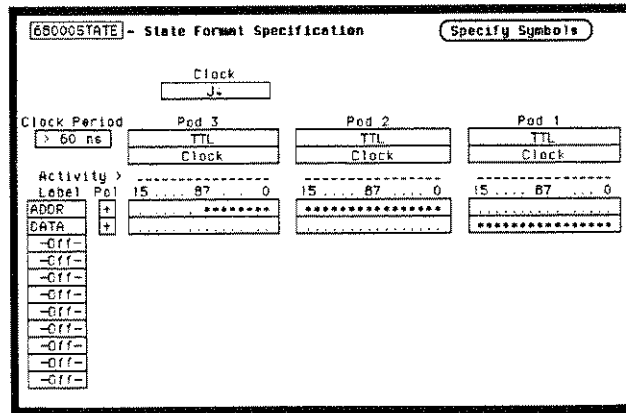 68000STATE - State Format Specification Specify Symbols
Clock
J↓
Clock Period Pod 3 Pod 2 Pod 1
> 60 ns TTL TTL TTL
Clock Clock Clock
Activity > ---------------- ---------------- ----------------
Label Pol 15 .... 87 .... 0 15 .... 87 .... 0 15 .... 87 .... 0
ADDR + ........******** **************** ................
DATA + ................ ................ ****************
-Off-
-Off-
-Off-
-Off-
-Off-
-Off-
-Off-
-Off-
-Off-